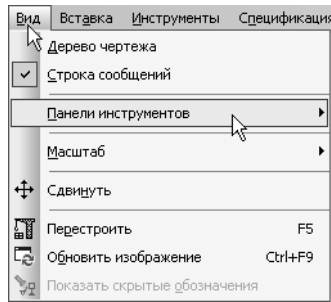 Вид Вставка Инструменты Спецификация
Дерево чертежа
Строка сообщений
Панели инструментов
Масштаб
Сдвинуть
Перестроить F5
Обновить изображение Ctrl+F9
Показать скрытые обозначения